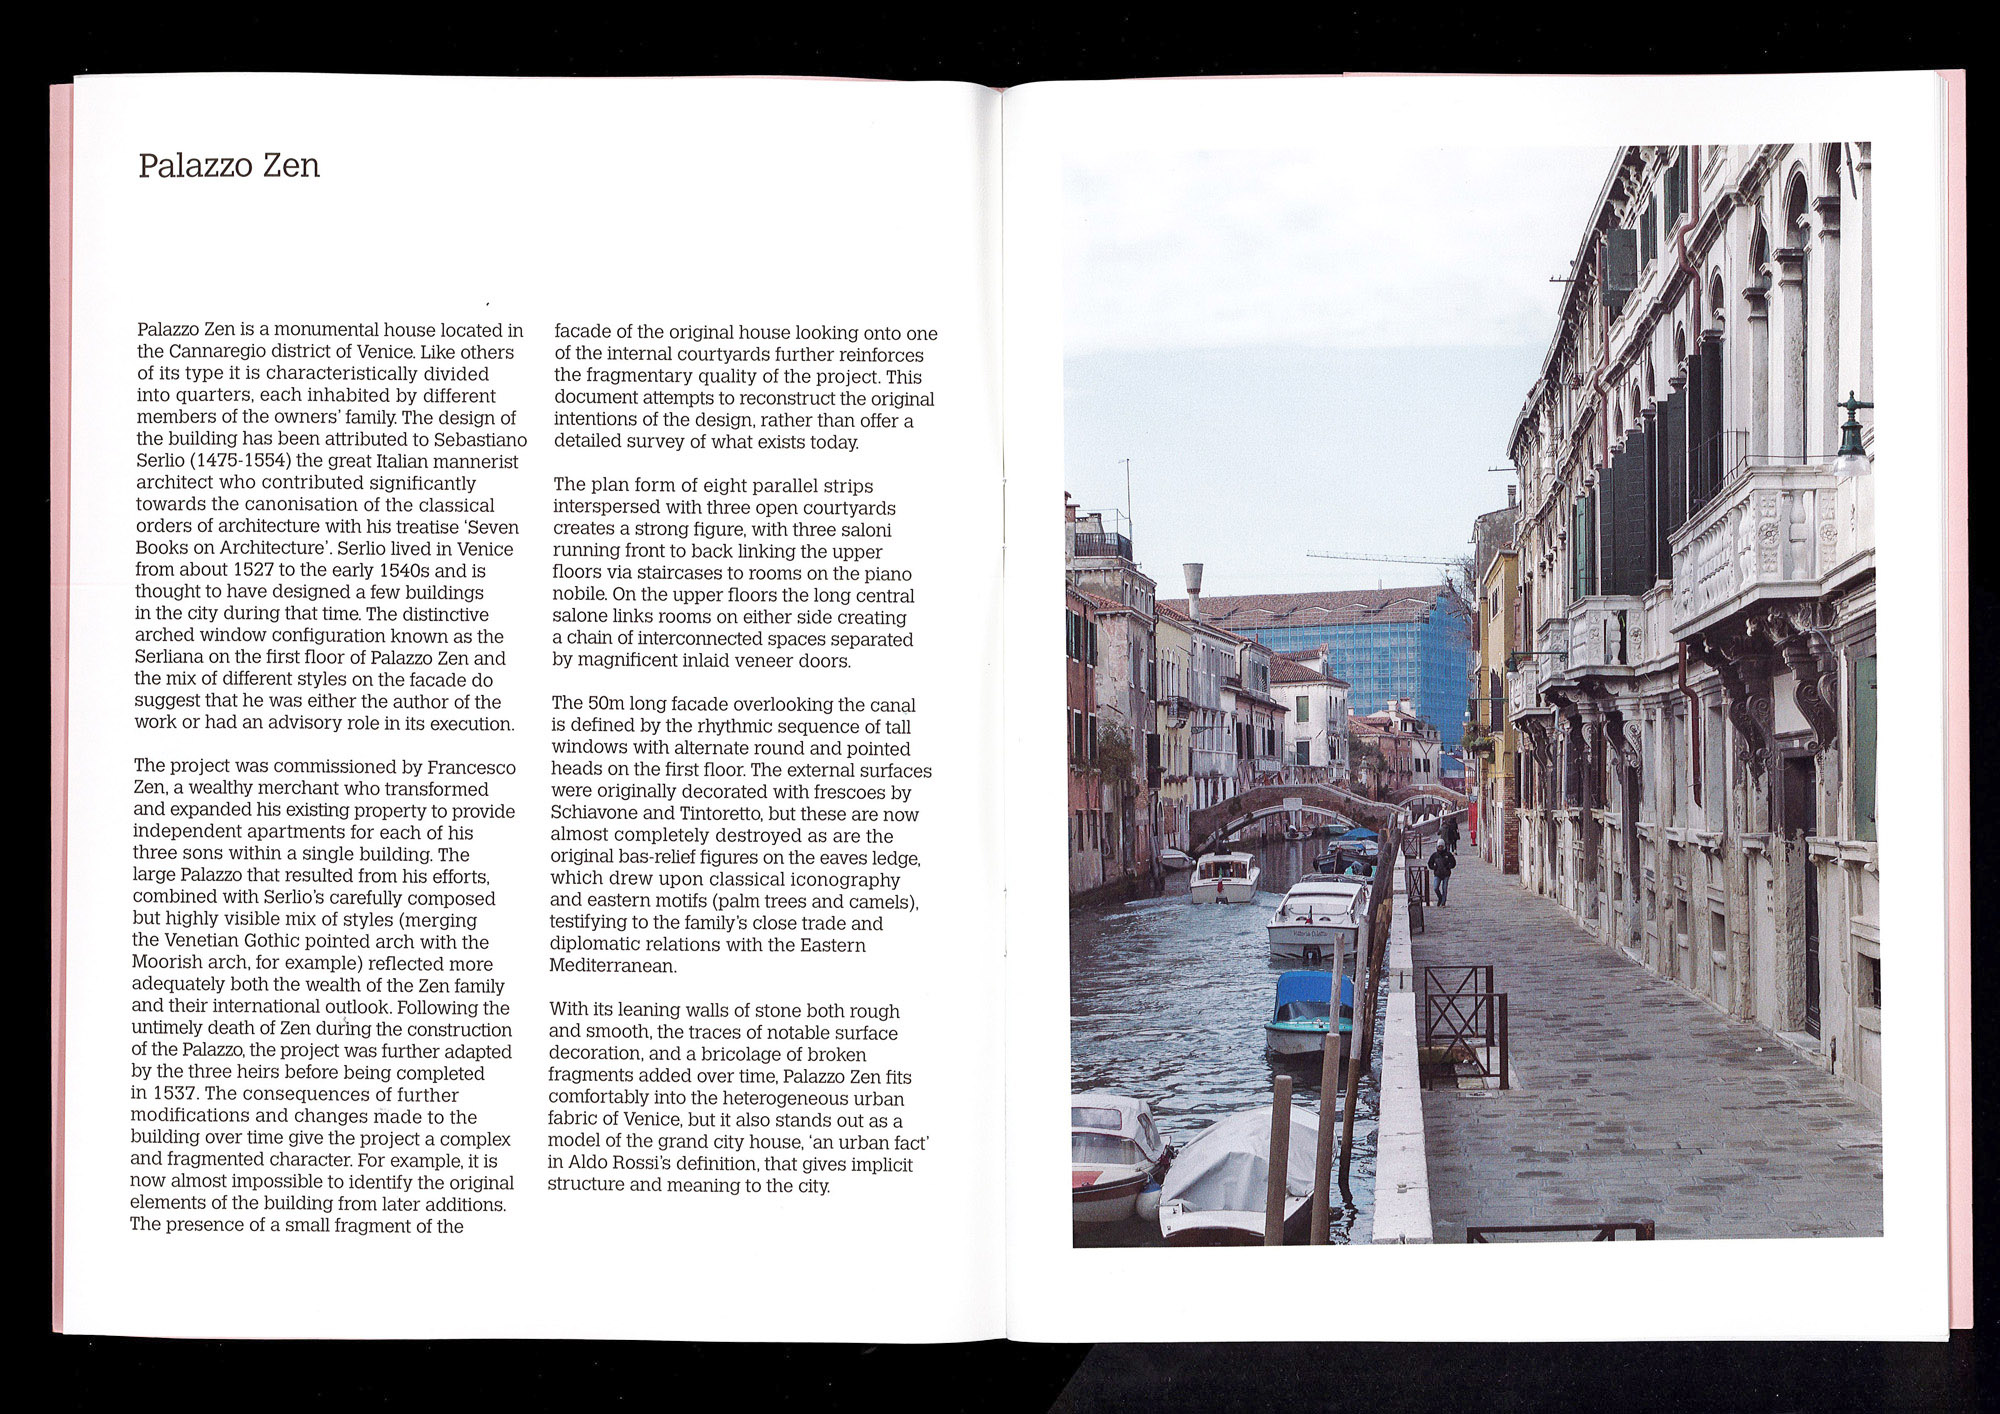 Palazzo Zen
Palazzo Zen is a monumental house located in
the Cannaregio district of Venice. Like others
of its type it is characteristically divided
into quarters, each inhabited by different
members of the owners’ family. The design of
the building has been attributed to Sebastiano
Serlio (1475-1554) the great Italian mannerist
architect who contributed significantly
towards the canonisation of the classical
orders of architecture with his treatise ‘Seven
Books on Architecture’. Serlio lived in Venice
from about 1527 to the early 1540s and is
thought to have designed a few buildings
in the city during that time. The distinctive
arched window configuration known as the
Serliana on the first floor of Palazzo Zen and
the mix of different styles on the facade do
suggest that he was either the author of the
work or had an advisory role in its execution.
The project was commissioned by Francesco
Zen, a wealthy merchant who transformed
and expanded his existing property to provide
independent apartments for each of his
three sons within a single building. The
large Palazzo that resulted from his efforts,
combined with Serlio’s carefully composed
but highly visible mix of styles (merging
the Venetian Gothic pointed arch with the
Moorish arch, for example) reflected more
adequately both the wealth of the Zen family
and their international outlook. Following the
untimely death of Zen during the construction
of the Palazzo, the project was further adapted
by the three heirs before being completed
in 1537. The consequences of further
modifications and changes made to the
building over time give the project a complex
and fragmented character. For example, it is
now almost impossible to identify the original
elements of the building from later additions.
The presence of a small fragment of the
facade of the original house looking onto one
of the internal courtyards further reinforces
the fragmentary quality of the project. This
document attempts to reconstruct the original
intentions of the design, rather than offer a
detailed survey of what exists today.
The plan form of eight parallel strips
interspersed with three open courtyards
creates a strong figure, with three saloni
running front to back linking the upper
floors via staircases to rooms on the piano
nobile. On the upper floors the long central
salone links rooms on either side creating
a chain of interconnected spaces separated
by magnificent inlaid veneer doors.
The 50m long facade overlooking the canal
is defined by the rhythmic sequence of tall
windows with alternate round and pointed
heads on the first floor. The external surfaces
were originally decorated with frescoes by
Schiavone and Tintoretto, but these are now
almost completely destroyed as are the
original bas-relief figures on the eaves ledge,
which drew upon classical iconography
and eastern motifs (palm trees and camels),
testifying to the family’s close trade and
diplomatic relations with the Eastern
Mediterranean.
With its leaning walls of stone both rough
and smooth, the traces of notable surface
decoration, and a bricolage of broken
fragments added over time, Palazzo Zen fits
comfortably into the heterogeneous urban
fabric of Venice, but it also stands out as a
model of the grand city house, ‘an urban fact’
in Aldo Rossi’s definition, that gives implicit
structure and meaning to the city.